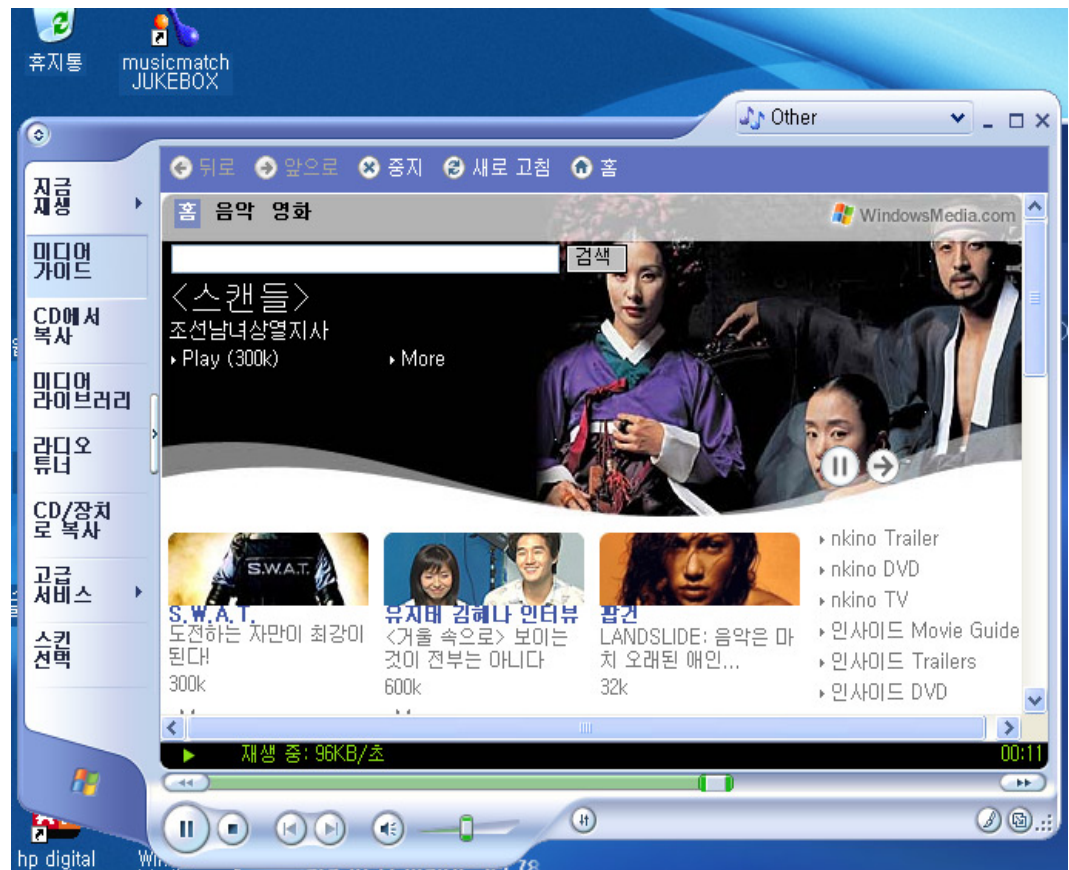 휴지통
musicmatch
JUKEBOX
Other
뒤로 앞으로 중지 새로 고침 홈
지금
재생
미디어
가이드
CD에서
복사
미디어
라이브러리
라디오
튜너
CD/장치
로 복사
고급
서비스
스킨
선택
홈 음악 영화
WindowsMedia.com
검색
<스캔들>
조선남녀상열지사
Play (300k) More
S.W.A.T.
S.W.A.T.
도전하는 자만이 최강이
된다!
300k
유지태 김혜나 인터뷰
<거울 속으로> 보이는
것이 전부는 아니다
600k
팝건
LANDSLIDE: 음악은 마
치 오래된 애인...
32k
nkino Trailer
nkino DVD
nkino TV
인사이드 Movie Guide
인사이드 Trailers
인사이드 DVD
재생 중: 96KB/초 00:11
hp digital